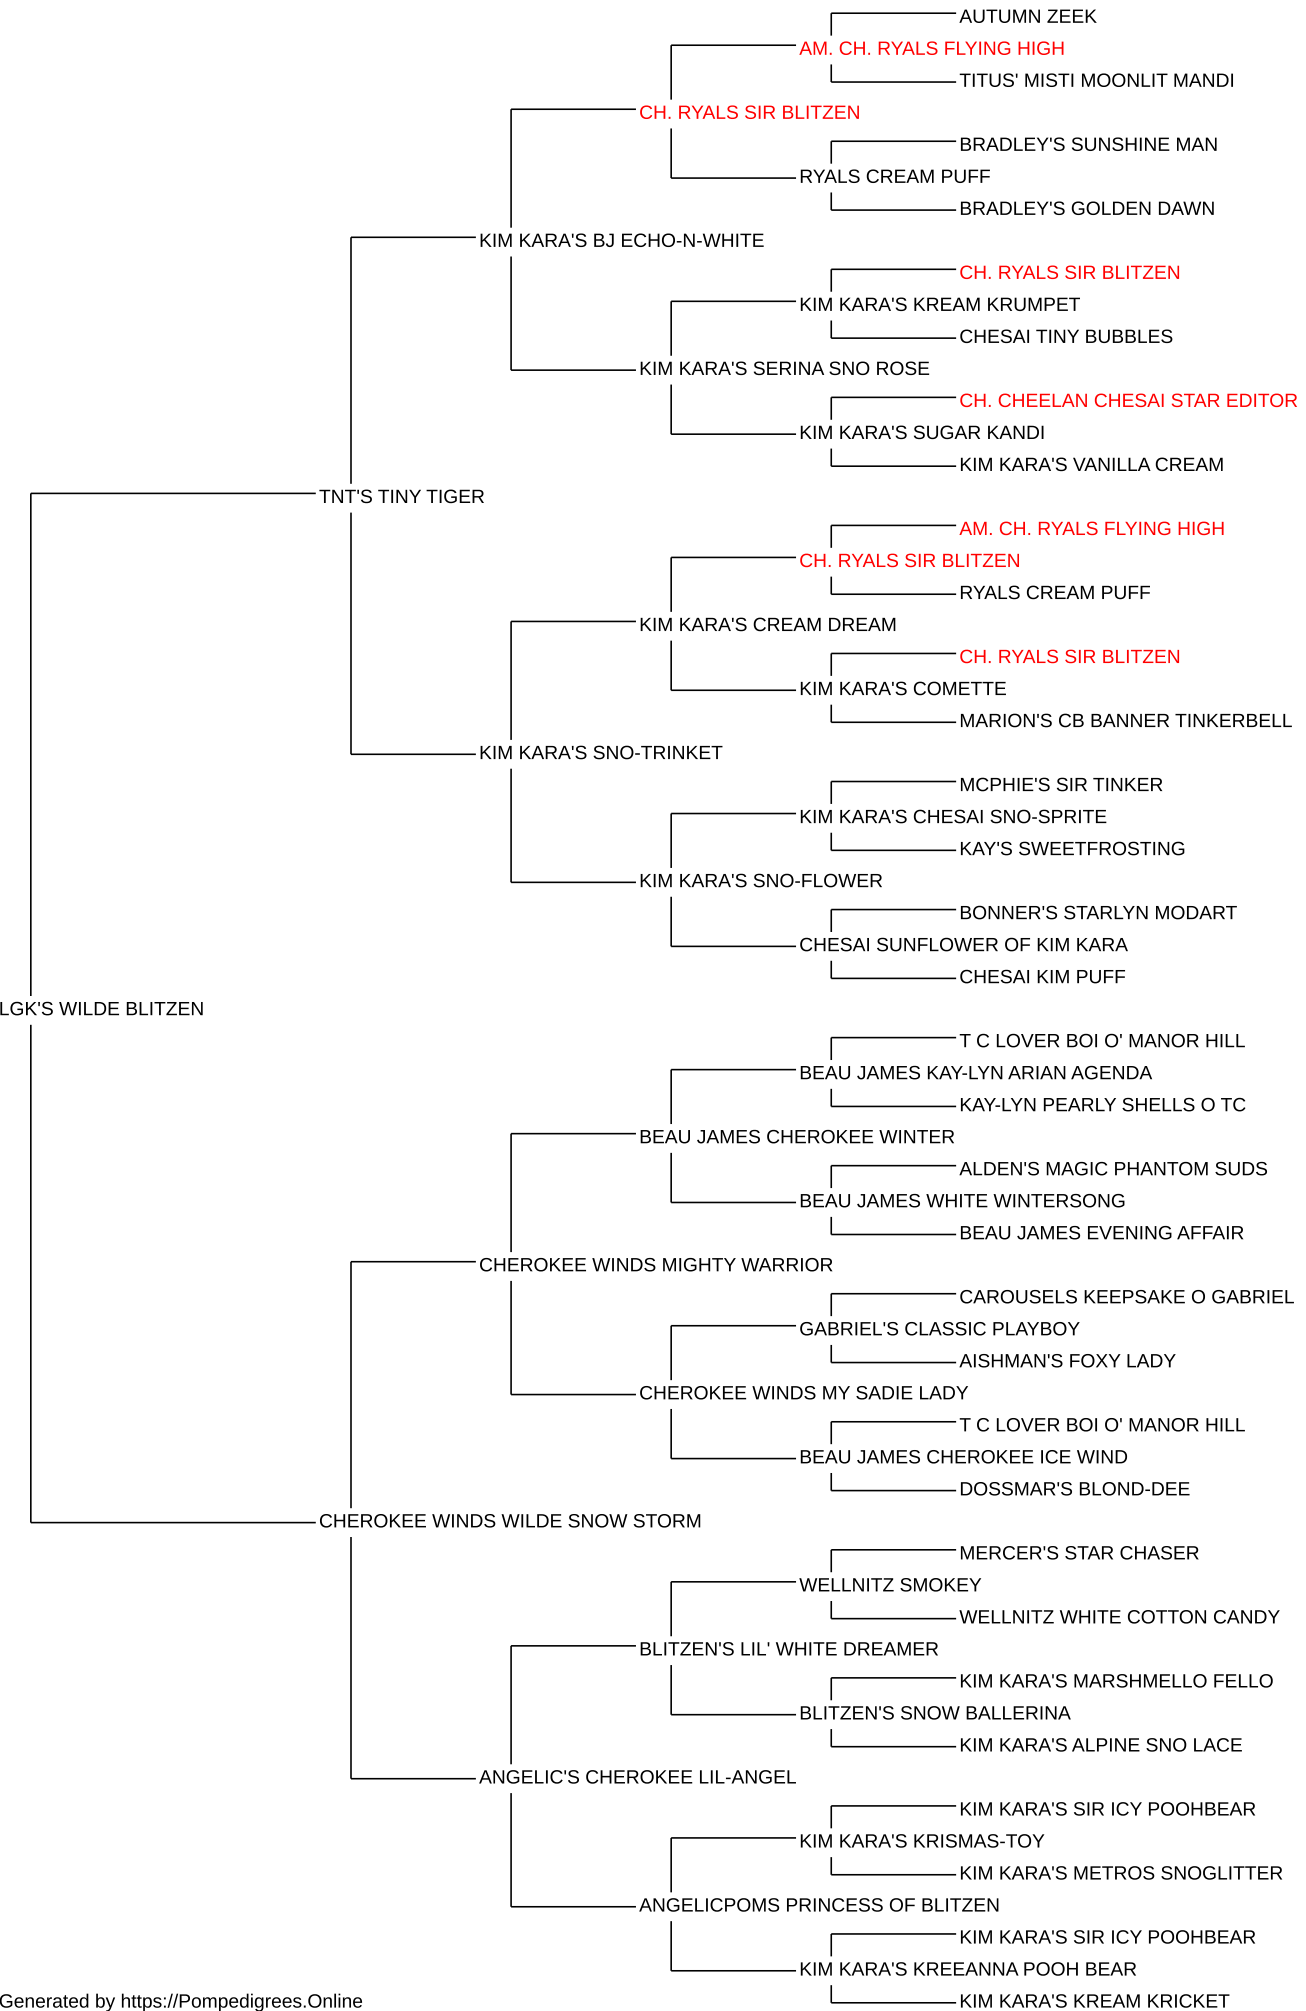 AUTUMN ZEEK
AM. CH. RYALS FLYING HIGH
TITUS' MISTI MOONLIT MANDI
CH. RYALS SIR BLITZEN
BRADLEY'S SUNSHINE MAN
RYALS CREAM PUFF
BRADLEY'S GOLDEN DAWN
KIM KARA'S BJ ECHO-N-WHITE
CH. RYALS SIR BLITZEN
KIM KARA'S KREAM KRUMPET
CHESAI TINY BUBBLES
KIM KARA'S SERINA SNO ROSE
CH. CHEELAN CHESAI STAR EDITOR
KIM KARA'S SUGAR KANDI
KIM KARA'S VANILLA CREAM
TNT'S TINY TIGER
AM. CH. RYALS FLYING HIGH
CH. RYALS SIR BLITZEN
RYALS CREAM PUFF
KIM KARA'S CREAM DREAM
CH. RYALS SIR BLITZEN
KIM KARA'S COMETTE
MARION'S CB BANNER TINKERBELL
KIM KARA'S SNO-TRINKET
MCPHIE'S SIR TINKER
KIM KARA'S CHESAI SNO-SPRITE
KAY'S SWEETFROSTING
KIM KARA'S SNO-FLOWER
BONNER'S STARLYN MODART
CHESAI SUNFLOWER OF KIM KARA
CHESAI KIM PUFF
LGK'S WILDE BLITZEN
T C LOVER BOI O' MANOR HILL
BEAU JAMES KAY-LYN ARIAN AGENDA
KAY-LYN PEARLY SHELLS O TC
BEAU JAMES CHEROKEE WINTER
ALDEN'S MAGIC PHANTOM SUDS
BEAU JAMES WHITE WINTERSONG
BEAU JAMES EVENING AFFAIR
CHEROKEE WINDS MIGHTY WARRIOR
CAROUSELS KEEPSAKE O GABRIEL
GABRIEL'S CLASSIC PLAYBOY
AISHMAN'S FOXY LADY
CHEROKEE WINDS MY SADIE LADY
T C LOVER BOI O' MANOR HILL
BEAU JAMES CHEROKEE ICE WIND
DOSSMAR'S BLOND-DEE
CHEROKEE WINDS WILDE SNOW STORM
MERCER'S STAR CHASER
WELLNITZ SMOKEY
WELLNITZ WHITE COTTON CANDY
BLITZEN'S LIL' WHITE DREAMER
KIM KARA'S MARSHMELLO FELLO
BLITZEN'S SNOW BALLERINA
KIM KARA'S ALPINE SNO LACE
ANGELIC'S CHEROKEE LIL-ANGEL
KIM KARA'S SIR ICY POOHBEAR
KIM KARA'S KRISMAS-TOY
KIM KARA'S METROS SNOGLITTER
ANGELICPOMS PRINCESS OF BLITZEN
KIM KARA'S SIR ICY POOHBEAR
KIM KARA'S KREEANNA POOH BEAR
KIM KARA'S KREAM KRICKET
Generated by https://Pompedigrees.Online